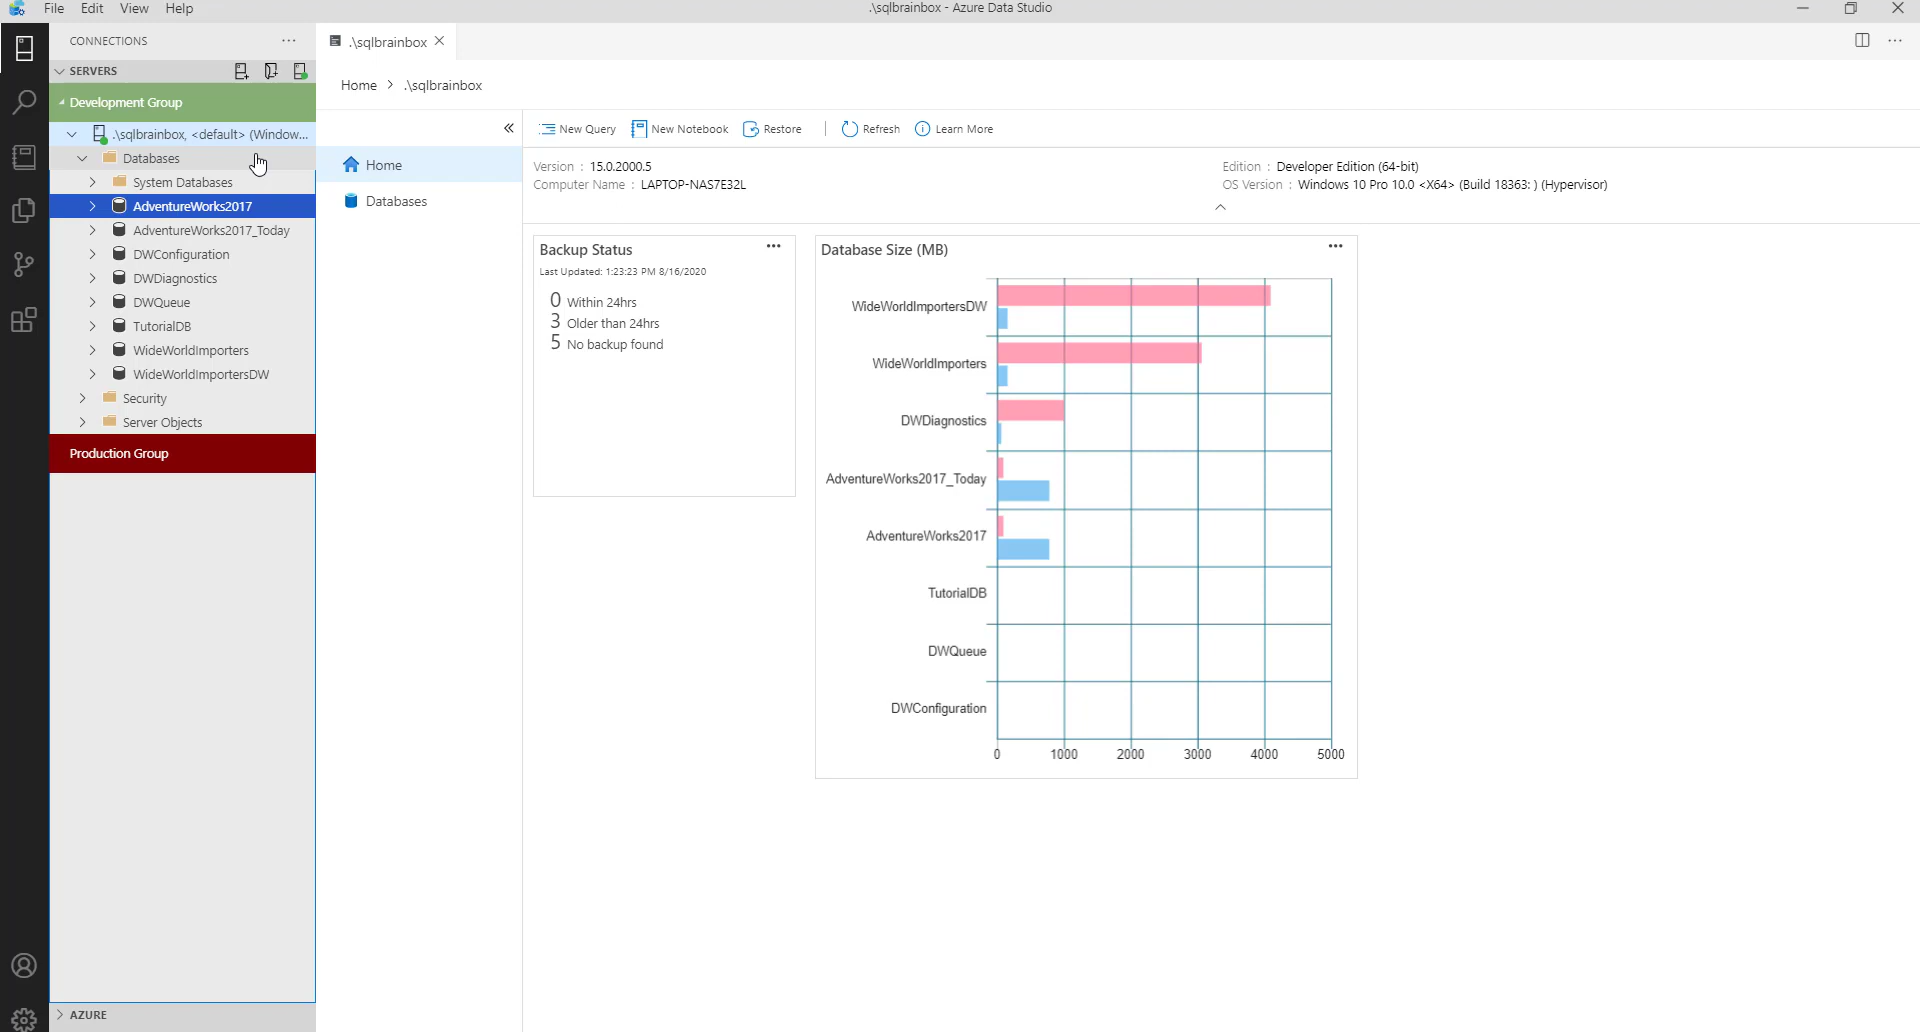 File Edit View Help
.\sqlbrainbox - Azure Data Studio
CONNECTIONS
SERVERS
Development Group
.\sqlbrainbox, <default> (Window...
Databases
System Databases
AdventureWorks2017
AdventureWorks2017_Today
DWConfiguration
DWDiagnostics
DWQueue
TutorialDB
WideWorldImporters
WideWorldImportersDW
Security
Server Objects
Production Group
AZURE
.\sqlbrainbox
Home > .\sqlbrainbox
Home
Databases
New Query New Notebook Restore Refresh Learn More
Version : 15.0.2000.5
Computer Name : LAPTOP-NAS7E32L
Edition : Developer Edition (64-bit)
OS Version : Windows 10 Pro 10.0 <X64> (Build 18363: ) (Hypervisor)
Backup Status
Last Updated: 1:23:23 PM 8/16/2020
0 Within 24hrs
3 Older than 24hrs
5 No backup found
Database Size (MB)
WideWorldImportersDW
WideWorldImporters
DWDiagnostics
AdventureWorks2017_Today
AdventureWorks2017
TutorialDB
DWQueue
DWConfiguration
0 1000 2000 3000 4000 5000